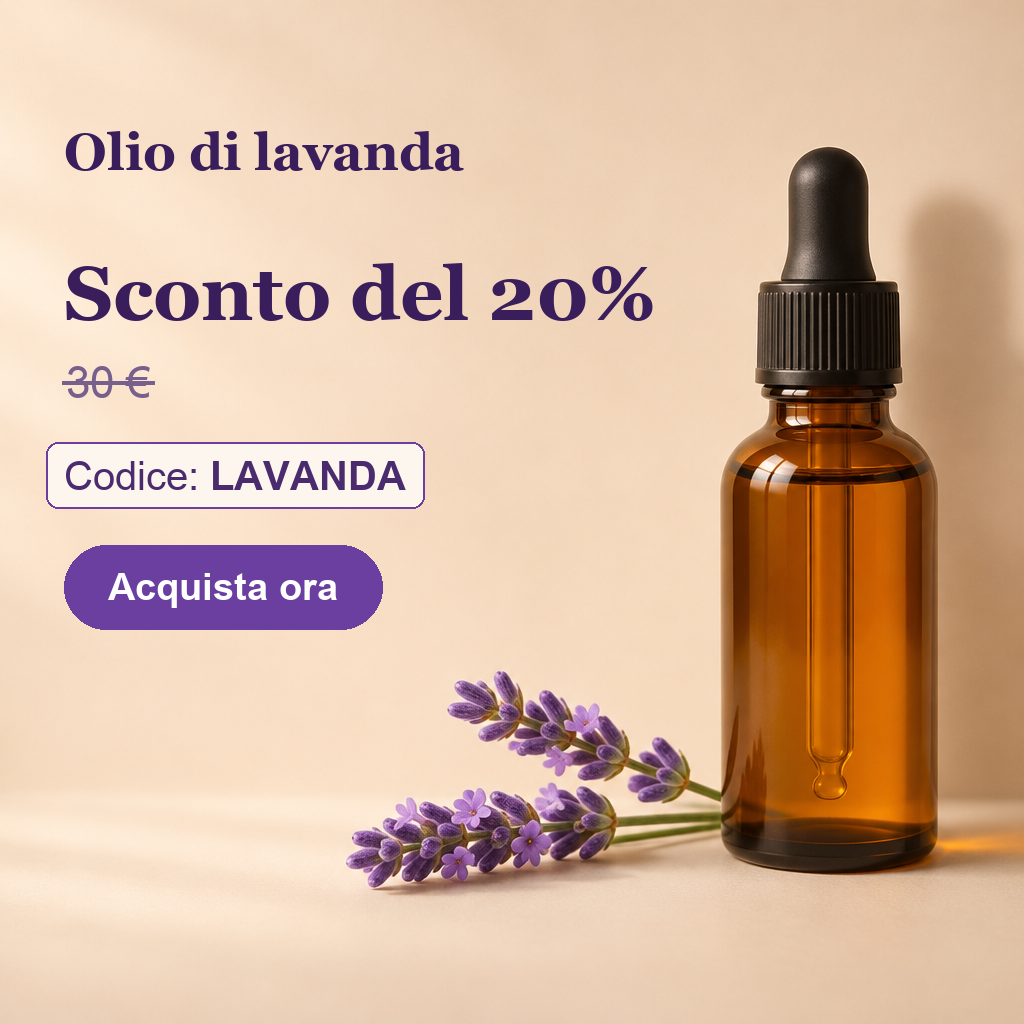 Olio di lavanda
Sconto del 20%
30 €
Codice: LAVANDA
Acquista ora